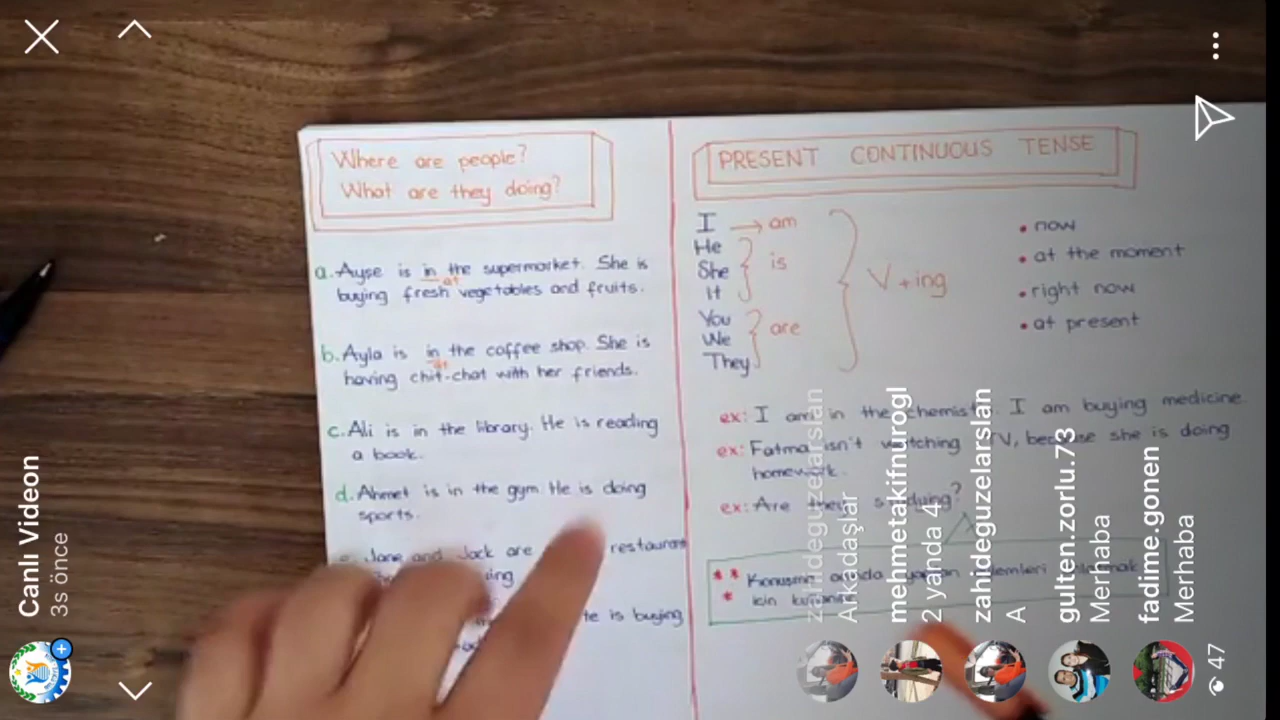 Where are people?
What are they doing?
a. Ayşe is in the supermarket. She is
at
buying fresh vegetables and fruits.
b. Ayla is in the coffee shop. She is
at
having chit-chat with her friends.
c. Ali is in the library. He is reading
a book.
d. Ahmet is in the gym. He is doing
sports.
Jane and Jack are restaurant
is buying
PRESENT CONTINUOUS TENSE
I → am
He
She
It
is
You
We
They
are
V +ing
• now
• at the moment
• right now
• at present
ex: I am in the chemist. I am buying medicine.
ex: Fatma isn't watching TV, because she is doing
homework.
ex: Are they studying?
** Konuşma anında yapılan eylemleri
* için
Canlı Videon
3s önce
zahideguzelarslan
Arkadaşlar
mehmetakifnurogl
2 yanda 4
zahideguzelarslan
A
gulten.zorlu.73
Merhaba
fadime.gonen
Merhaba
47